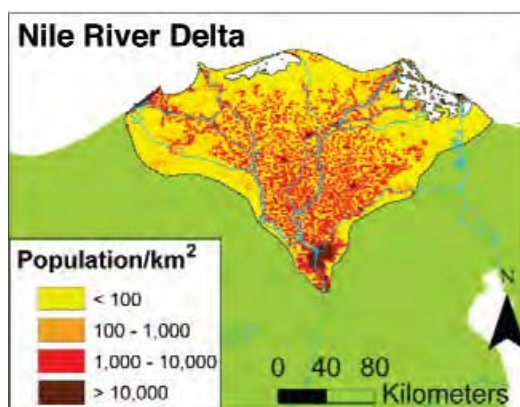 Nile River Delta
Population/km²
< 100
100 - 1,000
1,000 - 10,000
> 10,000
N
0 40 80
Kilometers